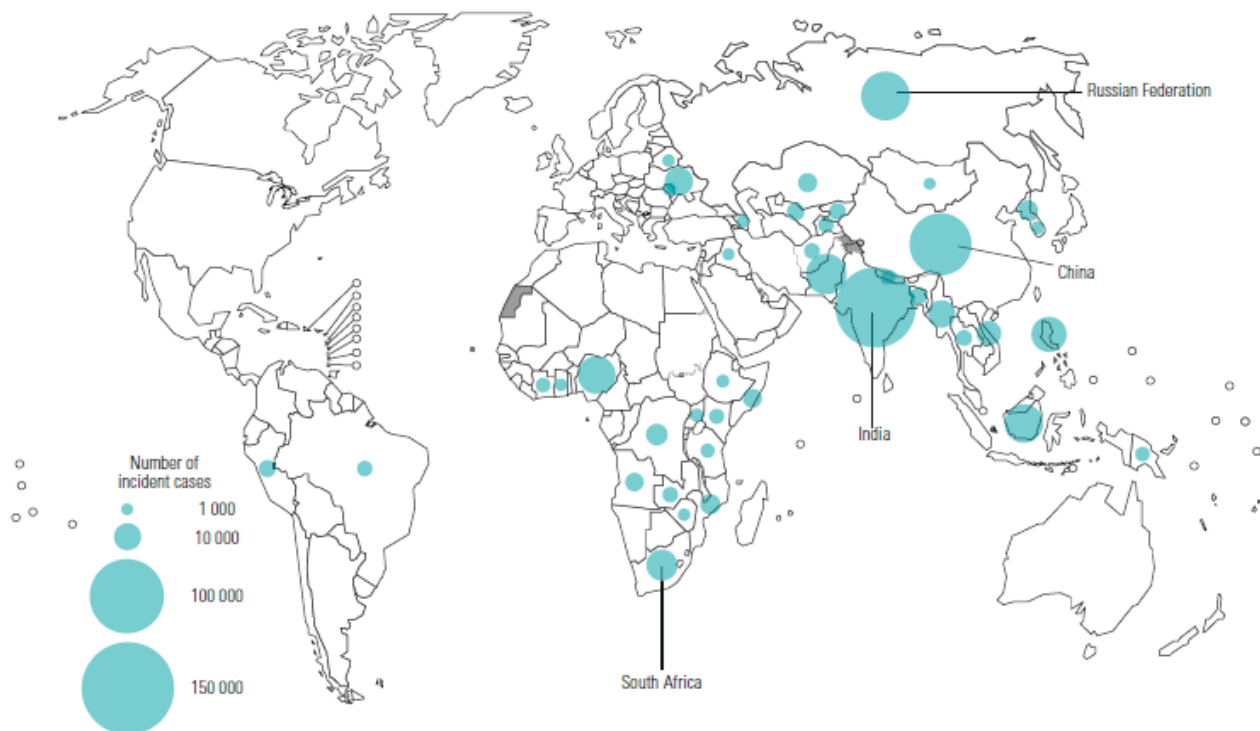 Russian Federation
China
India
Number of
incident cases
1 000
10 000
100 000
150 000
South Africa